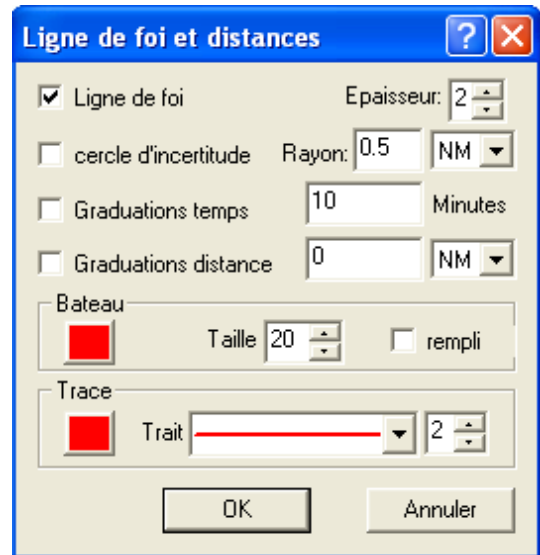 Ligne de foi et distances
Ligne de foi Epaisseur: 2
cercle d'incertitude Rayon: 0.5 NM
Graduations temps 10 Minutes
Graduations distance 0 NM
Bateau
Taille 20 rempli
Trace
Trait 2
OK Annuler